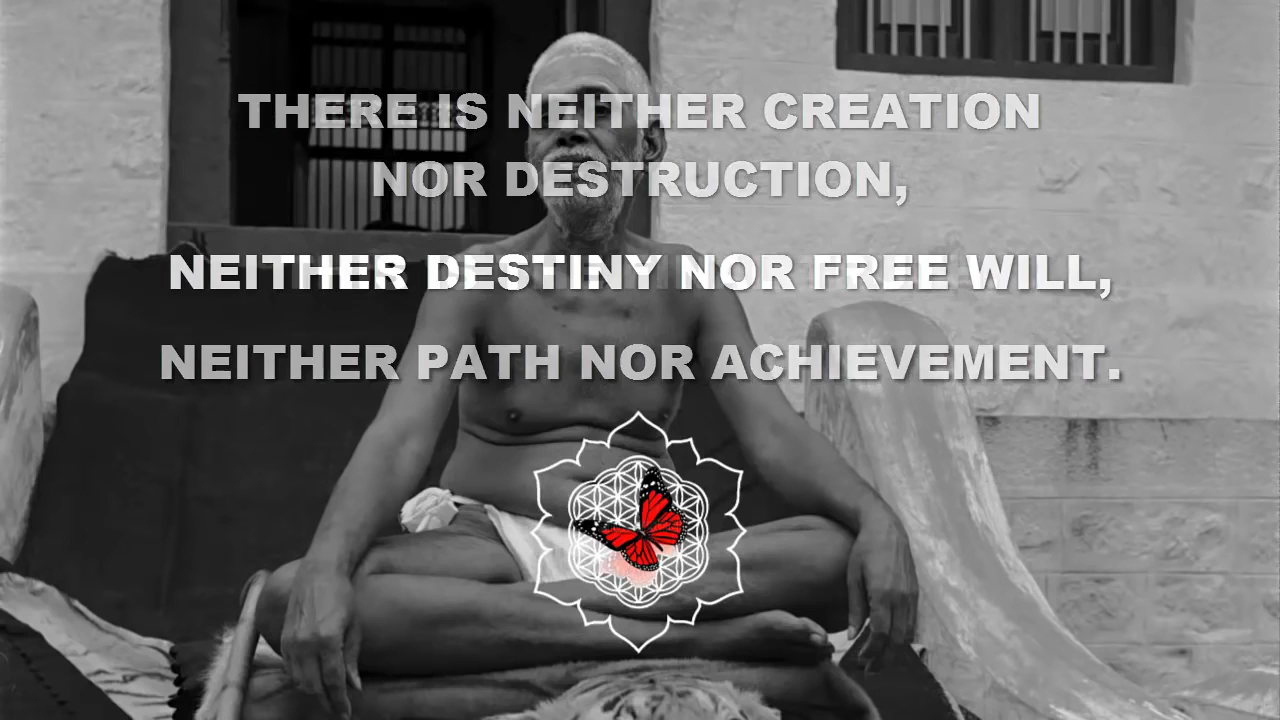 THERE IS NEITHER CREATION
NOR DESTRUCTION,
NEITHER DESTINY NOR FREE WILL,
NEITHER PATH NOR ACHIEVEMENT.